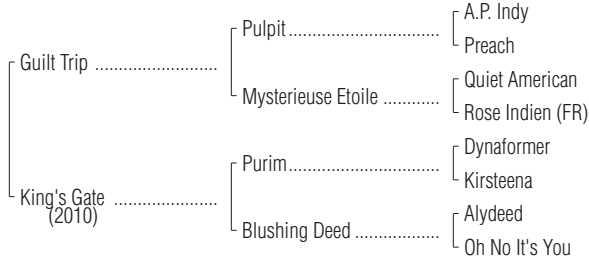 A.P. Indy
Pulpit................................
Preach
Guilt Trip ..........................
Quiet American
Mysterieuse Etoile ............
Rose Indien (FR)
Dynaformer
Purim................................
Kirsteena
King's Gate ......................
(2010)
Alydeed
Blushing Deed ..................
Oh No It's You